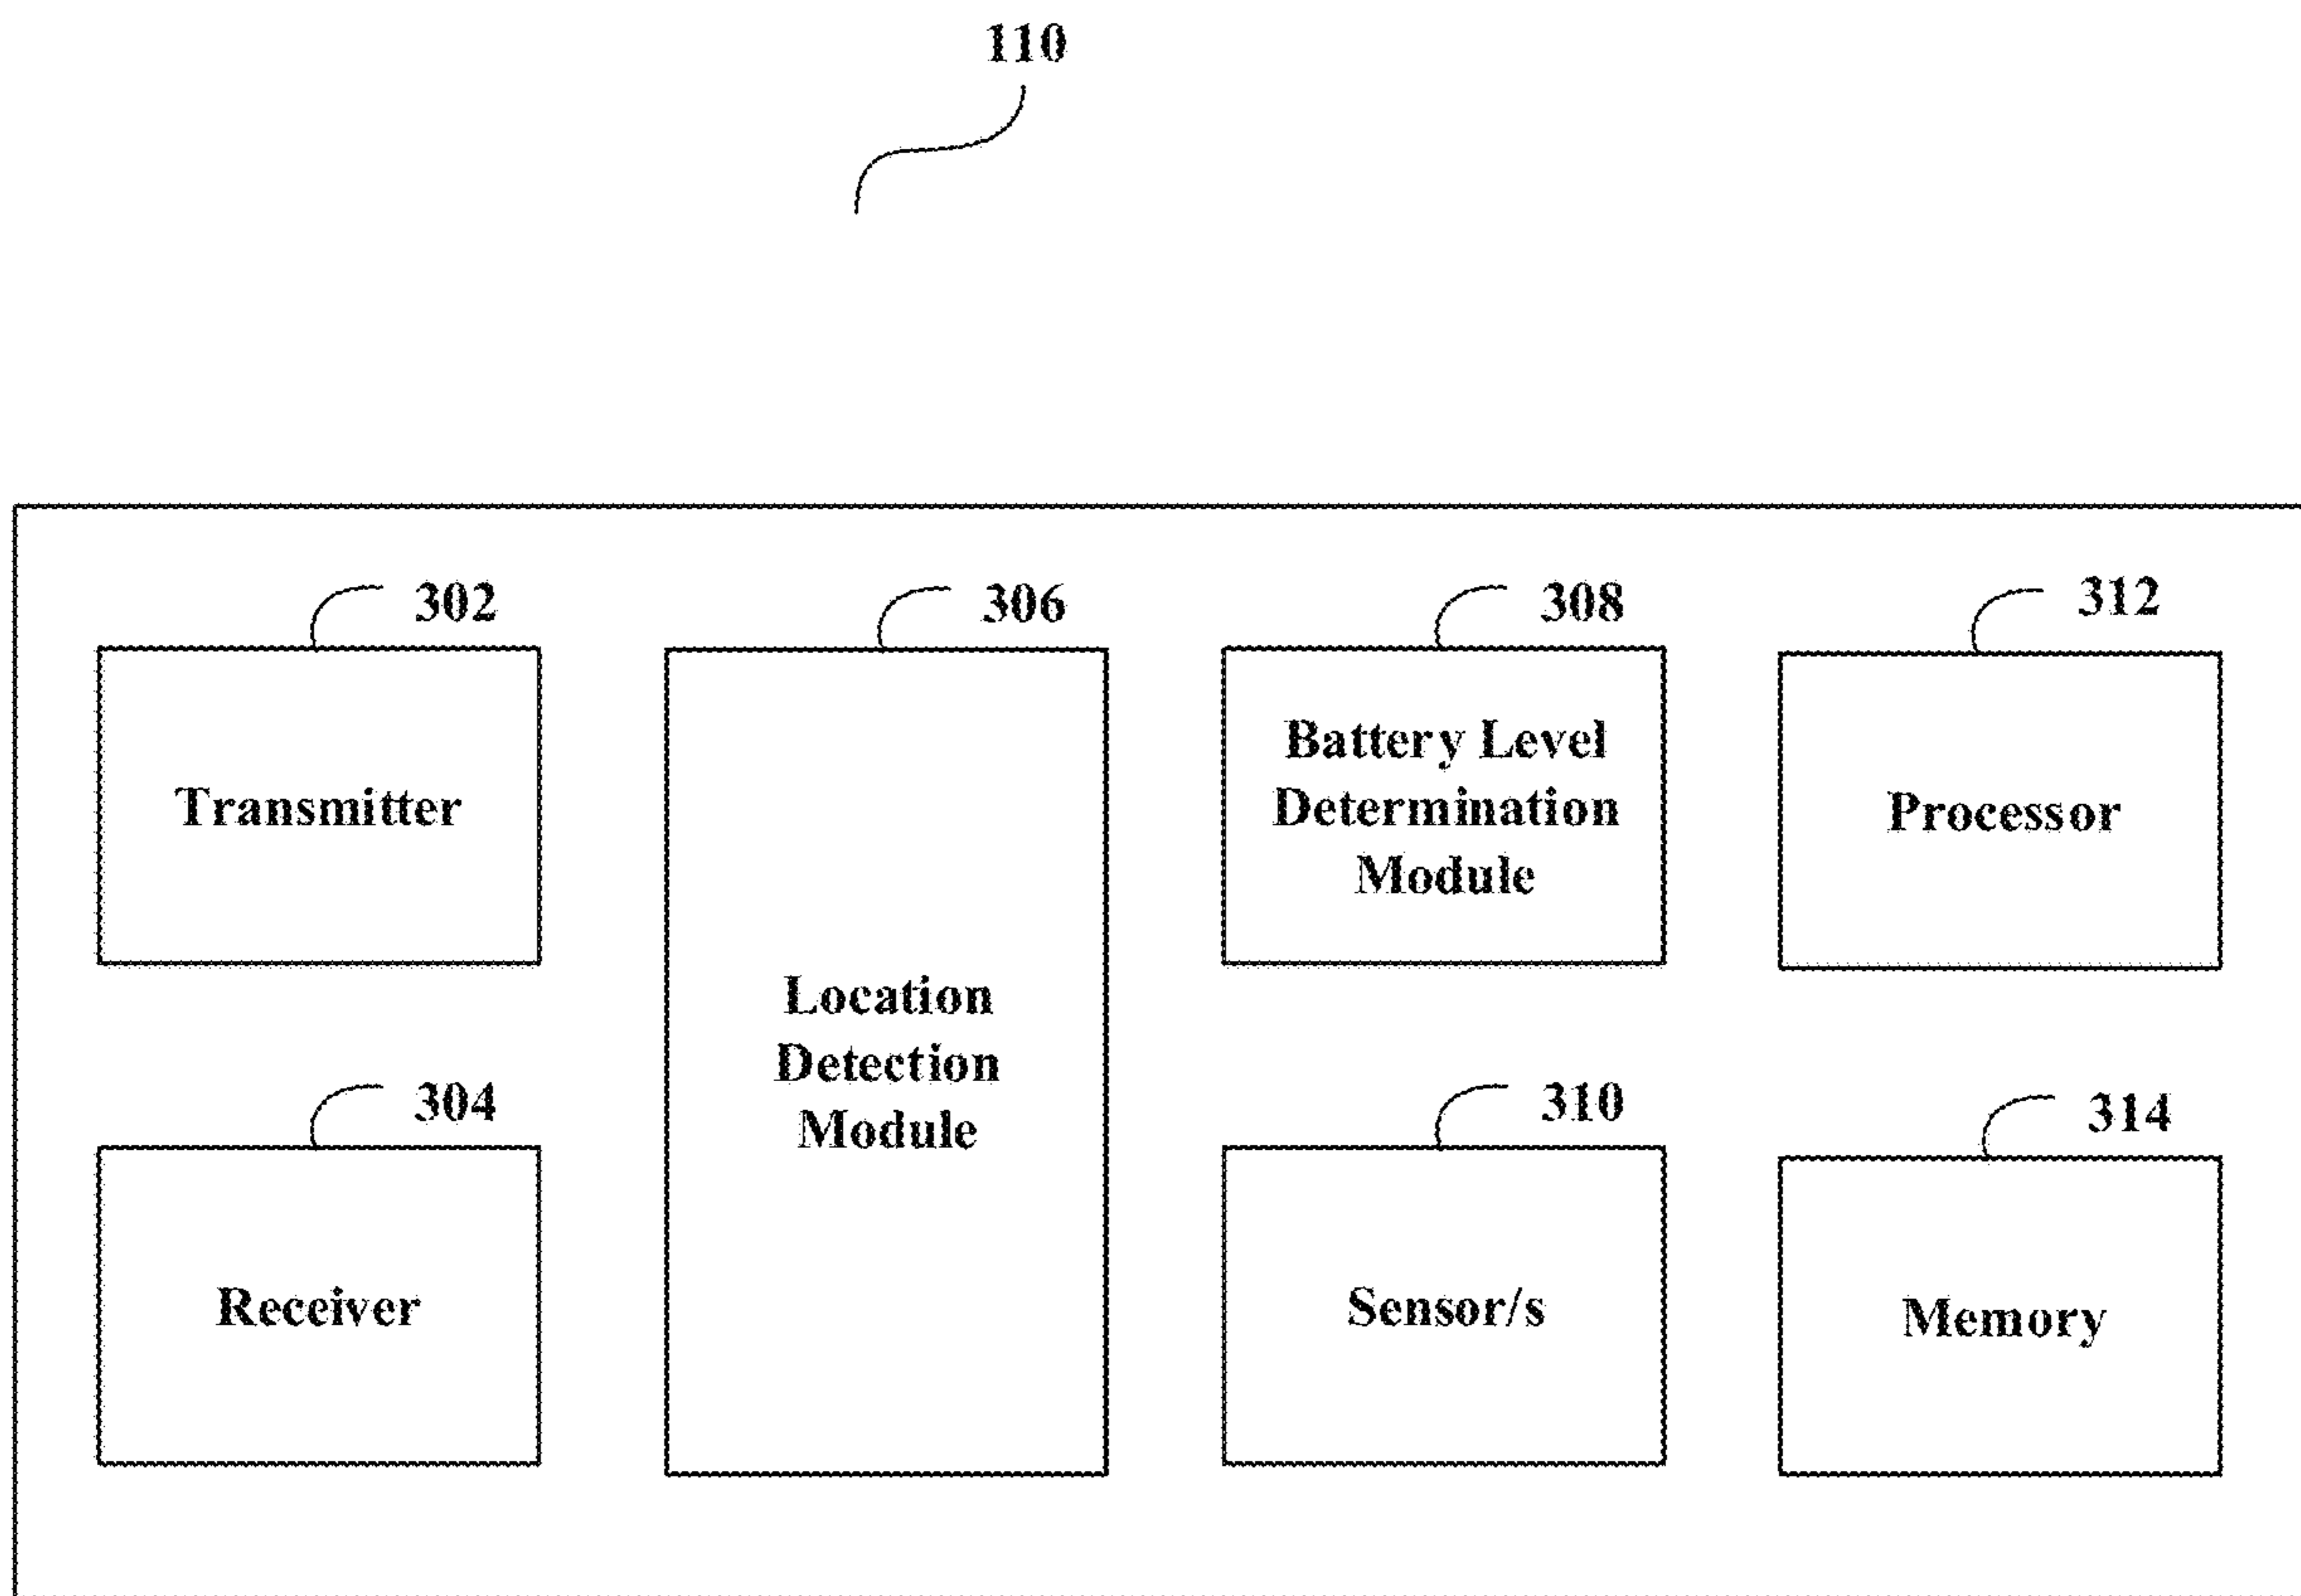 110
302
Transmitter
304
Receiver
306
Location
Detection
Module
308
Battery Level
Determination
Module
310
Sensor/s
312
Processor
314
Memory